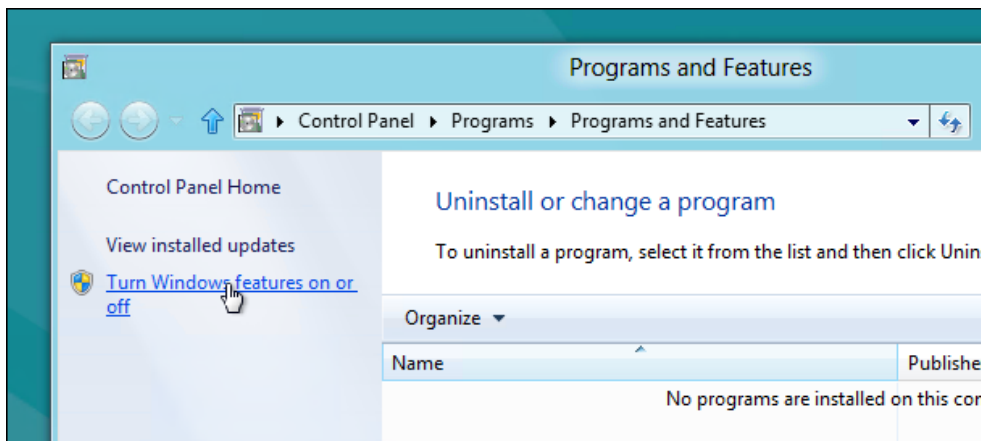 Programs and Features
Control Panel Programs Programs and Features
Control Panel Home
View installed updates
Turn Windows features on or
off
Uninstall or change a program
To uninstall a program, select it from the list and then click Unin
Organize
Name
Publishe
No programs are installed on this cor